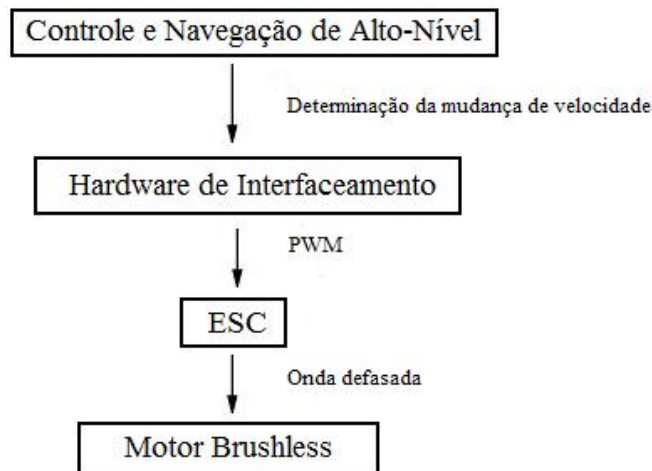 Controle e Navegação de Alto-Nível
Determinação da mudança de velocidade
Hardware de Interfaceamento
PWM
ESC
Onda defasada
Motor Brushless